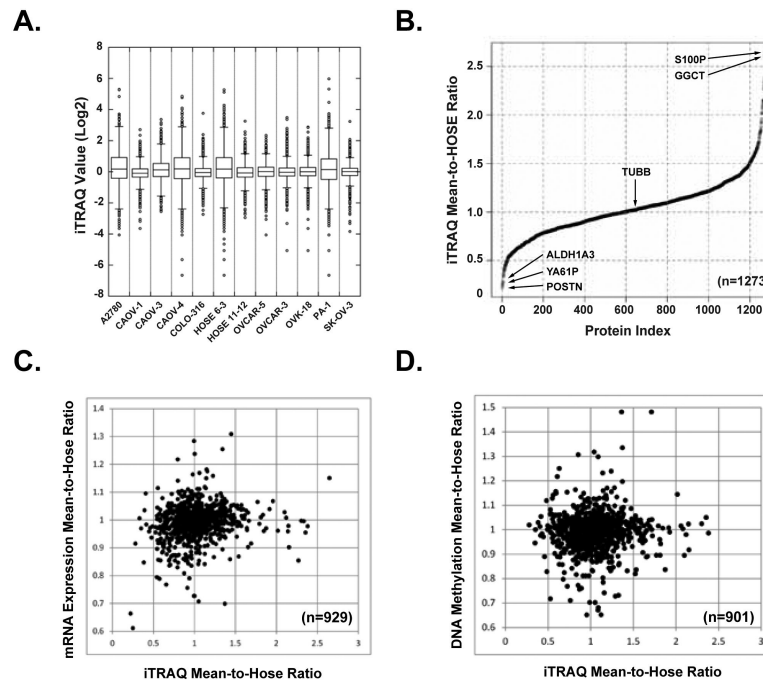 A.
iTRAQ Value (Log2)
8
6
4
2
0
-2
-4
-6
-8
A2780
CAOV-1
CAOV-3
CAOV-4
COLO-316
HOSE 6-3
HOSE 11-12
OVCAR-5
OVCAR-3
OVK-18
PA-1
SK-OV-3
B.
iTRAQ Mean-to-HOSE Ratio
2.5
2.0
1.5
1.0
0.5
0
S100P
GGCT
TUBB
ALDH1A3
YA61P
POSTN
(n=1273
0 200 400 600 800 1000 1200
Protein Index
C.
mRNA Expression Mean-to-Hose Ratio
1.4
1.3
1.2
1.1
1
0.9
0.8
0.7
0.6
(n=929)
0 0.5 1 1.5 2 2.5 3
iTRAQ Mean-to-Hose Ratio
D.
DNA Methylation Mean-to-Hose Ratio
1.5
1.4
1.3
1.2
1.1
1
0.9
0.8
0.7
0.6
(n=901)
0 0.5 1 1.5 2 2.5 3
iTRAQ Mean-to-Hose Ratio